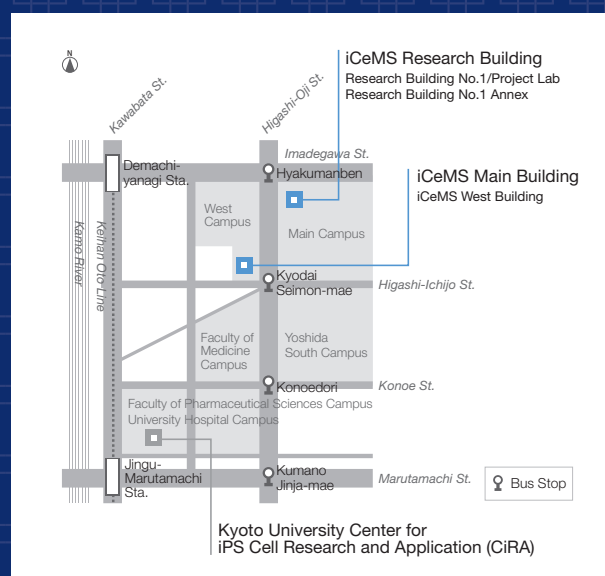 N
Kawabata St.
Higashi-Oji St.
iCeMS Research Building
Research Building No.1/Project Lab
Research Building No.1 Annex
Imadegawa St.
Demachi-
yanagi Sta.
Hyakumanben
iCeMS Main Building
iCeMS West Building
West
Campus
Main Campus
Kamo River
Keihan Oto-Line
Kyodai
Seimon-mae
Higashi-Ichijo St.
Faculty of
Medicine
Campus
Yoshida
South Campus
Konoedori
Konoe St.
Faculty of Pharmaceutical Sciences Campus
University Hospital Campus
Jingu-
Marutamachi
Sta.
Kumano
Jinja-mae
Marutamachi St.
Bus Stop
Kyoto University Center for
iPS Cell Research and Application (CiRA)